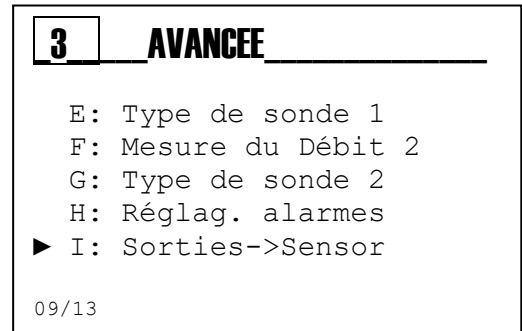 3 AVANCEE
E: Type de sonde 1
F: Mesure du Débit 2
G: Type de sonde 2
H: Réglag. alarmes
► I: Sorties->Sensor
09/13